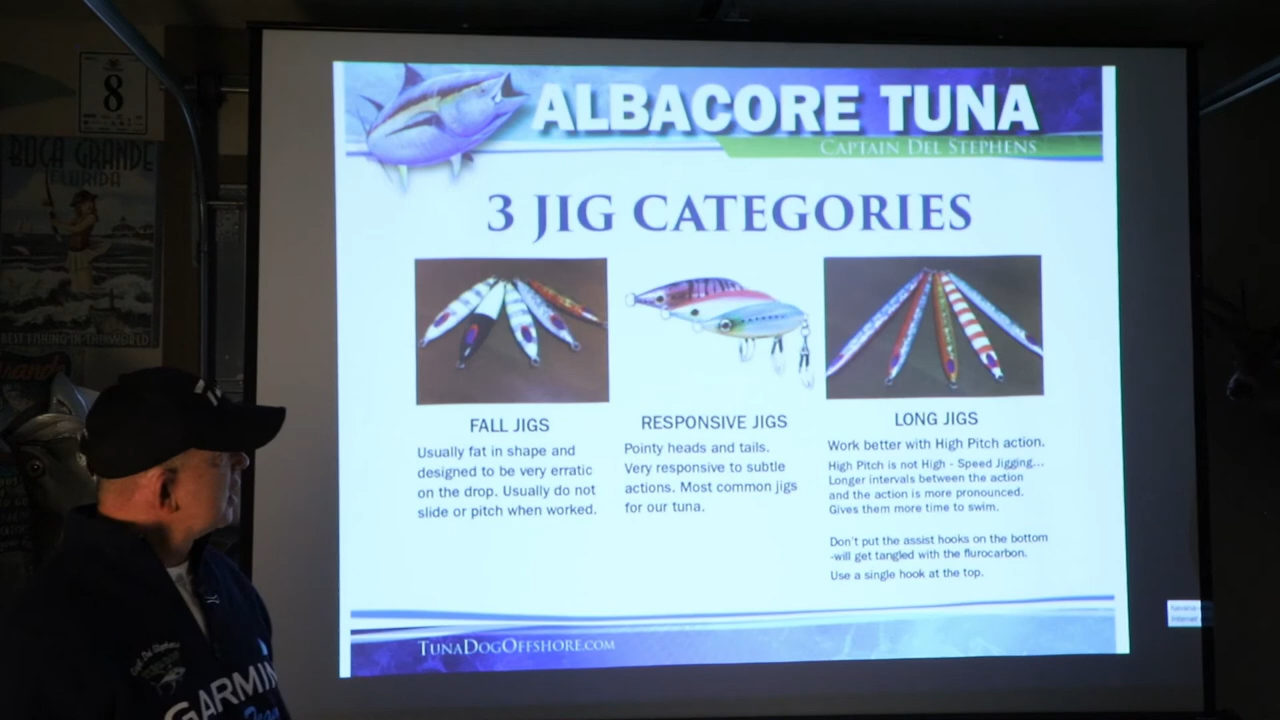 8
BOCA GRANDE
FLORIDA
BEST FISHING IN THE WORLD
ALBACORE TUNA
CAPTAIN DEL STEPHENS
3 JIG CATEGORIES
FALL JIGS
Usually fat in shape and
designed to be very erratic
on the drop. Usually do not
slide or pitch when worked.
RESPONSIVE JIGS
Pointy heads and tails.
Very responsive to subtle
actions. Most common jigs
for our tuna.
LONG JIGS
Work better with High Pitch action.
High Pitch is not High - Speed Jigging...
Longer intervals between the action
and the action is more pronounced.
Gives them more time to swim.
Don't put the assist hooks on the bottom
-will get tangled with the flurocarbon.
Use a single hook at the top.
TUNADOGOFFSHORE.COM
GARMIN